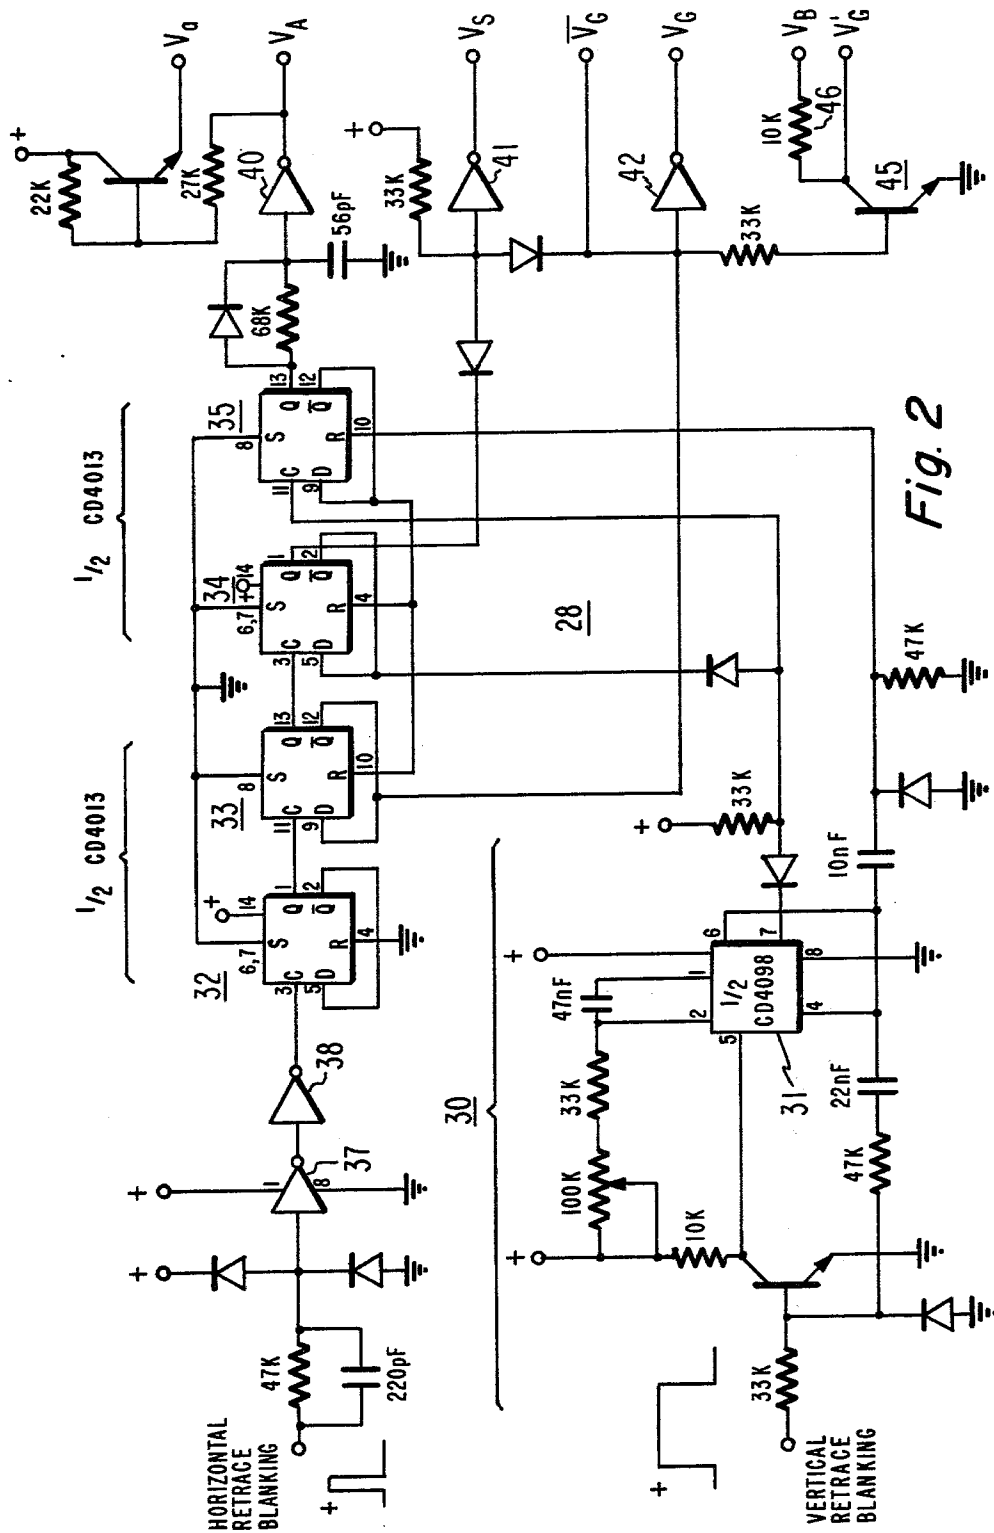 HORIZONTAL
RETRACE
BLANKING
+
47K
220pF
+
+
1
37
8
38
1/2 CD4013
32
6,7
+
14
3
5
S
C
D
Q
Q̅
R
1
2
4
33
8
11
9
S
C
D
Q
Q̅
R
13
12
10
1/2 CD4013
34
6,7
+
14
3
5
S
C
D
Q
Q̅
R
1
2
4
35
8
11
9
S
C
D
Q
Q̅
R
13
12
10
68K
56pF
40
22K
+
27K
Va
VA
33K
+
41
VS
V̅G
42
VG
33K
10K
46
VB
V'G
45
28
30
VERTICAL
RETRACE
BLANKING
+
33K
+
10K
100K
33K
47nF
+
5
2
1
6
7
4
8
1/2
CD4098
31
47K
22nF
10nF
+
33K
47K
Fig. 2